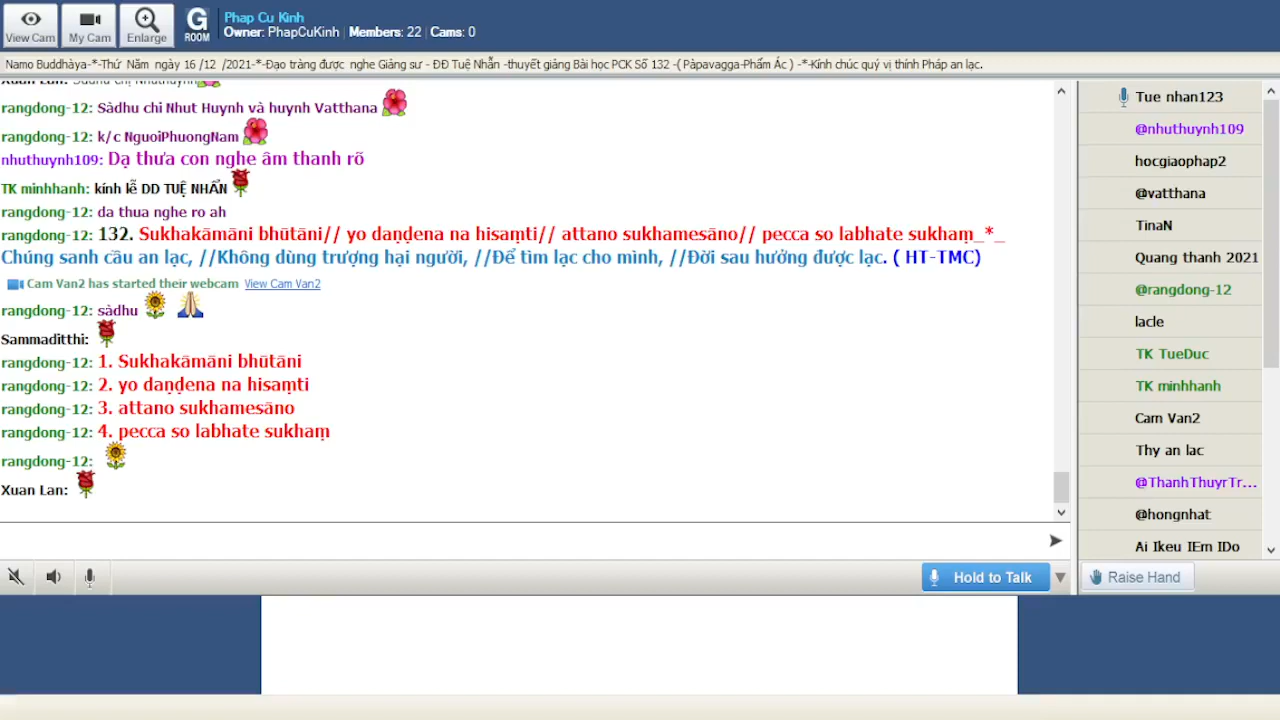 View Cam
My Cam
Enlarge
G
ROOM
Phap Cu Kinh
Owner: PhapCuKinh | Members: 22 | Cams: 0
Namo Buddhàya-*-Thứ Năm ngày 16 /12 /2021-*-Đạo tràng được nghe Giảng sư - ĐĐ Tuệ Nhẫn -thuyết giảng Bài học PCK Số 132 -( Pàpavagga-Phẩm Ác ) -*-Kính chúc quý vị thính Pháp an lạc.
rangdong-12: Sàdhu chi Nhut Huynh và huynh Vatthana
rangdong-12: k/c NguoiPhuongNam
nhuthuynh109: Dạ thưa con nghe âm thanh rõ
TK minhhanh: kính lễ DD TUỆ NHẪN
rangdong-12: da thua nghe ro ah
rangdong-12: 132. Sukhakāmāni bhūtāni// yo daṇḍena na hisaṃti// attano sukhamesāno// pecca so labhate sukhaṃ_*_
Chúng sanh cầu an lạc, //Không dùng trượng hại người, //Để tìm lạc cho mình, //Đời sau hưởng được lạc. ( HT-TMC)
Cam Van2 has started their webcam View Cam Van2
rangdong-12: sàdhu
Sammaditthi:
rangdong-12: 1. Sukhakāmāni bhūtāni
rangdong-12: 2. yo daṇḍena na hisaṃti
rangdong-12: 3. attano sukhamesāno
rangdong-12: 4. pecca so labhate sukhaṃ
rangdong-12:
Xuan Lan:
Hold to Talk
Tue nhan123
@nhuthuynh109
hocgiaophap2
@vatthana
TinaN
Quang thanh 2021
@rangdong-12
lacle
TK TueDuc
TK minhhanh
Cam Van2
Thy an lac
@ThanhThuyrTr...
@hongnhat
Ai Ikeu IEm IDo
Raise Hand